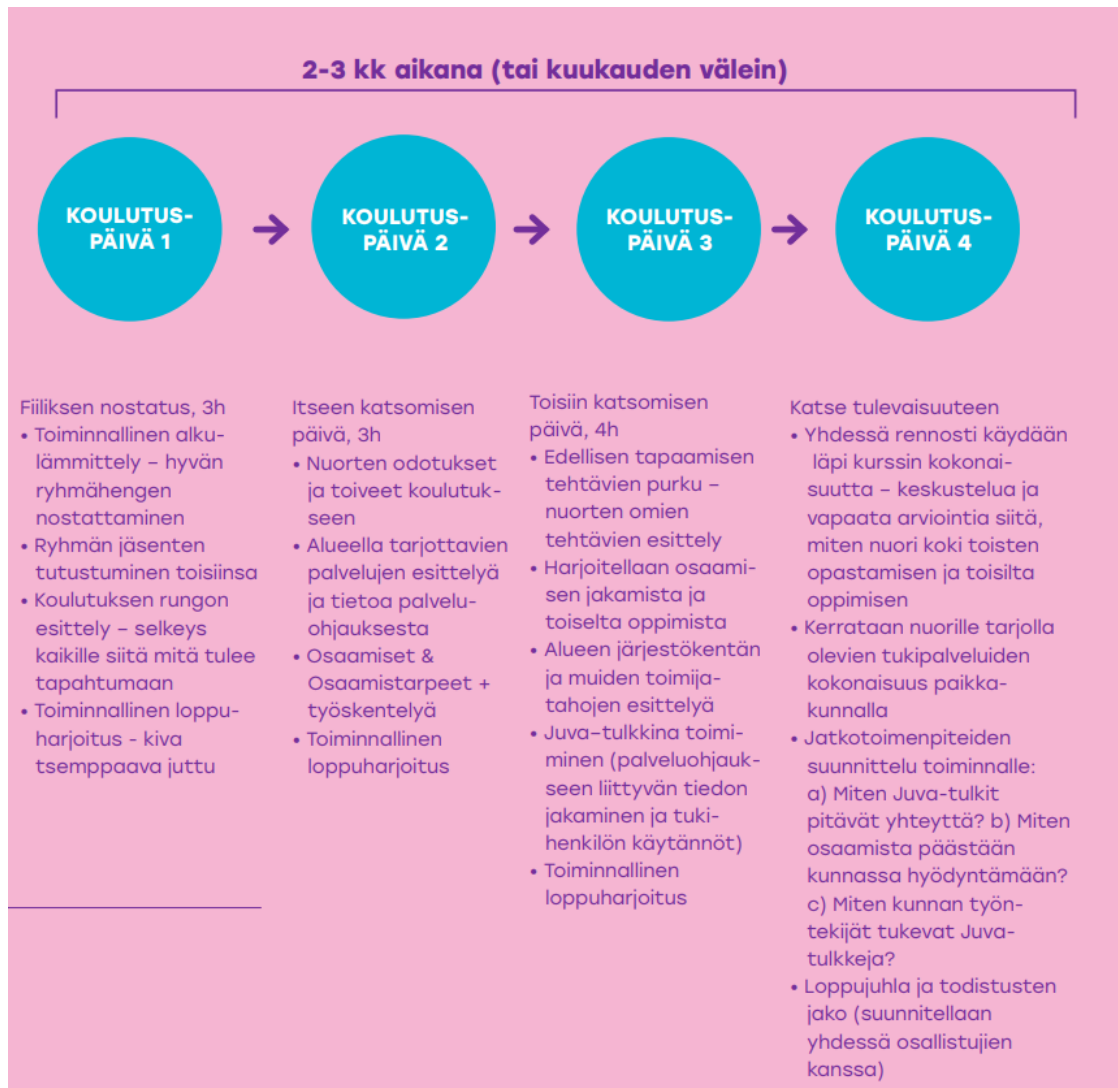 2-3 kk aikana (tai kuukauden välein)
KOULUTUS-
PÄIVÄ 1
KOULUTUS-
PÄIVÄ 2
KOULUTUS-
PÄIVÄ 3
KOULUTUS-
PÄIVÄ 4
Fiiliksen nostatus, 3h
• Toiminnallinen alku-
lämmittely – hyvän
ryhmähengen
nostattaminen
• Ryhmän jäsenten
tutustuminen toisiinsa
• Koulutuksen rungon
esittely – selkeys
kaikille siitä mitä tulee
tapahtumaan
• Toiminnallinen loppu-
harjoitus - kiva
tsemppaava juttu
Itseen katsomisen
päivä, 3h
• Nuorten odotukset
ja toiveet koulutuk-
seen
• Alueella tarjottavien
palvelujen esittelyä
ja tietoa palvelu-
ohjauksesta
• Osaamiset &
Osaamistarpeet +
työskentelyä
• Toiminnallinen
loppuharjoitus
Toisiin katsomisen
päivä, 4h
• Edellisen tapaamisen
tehtävien purku –
nuorten omien
tehtävien esittely
• Harjoitellaan osaami-
sen jakamista ja
toiselta oppimista
• Alueen järjestökentän
ja muiden toimija-
tahojen esittelyä
• Juva–tulkkina toimi-
minen (palveluohjauk-
seen liittyvän tiedon
jakaminen ja tuki-
henkilön käytännöt)
• Toiminnallinen
loppuharjoitus
Katse tulevaisuuteen
• Yhdessä rennosti käydään
läpi kurssin kokonai-
suutta – keskustelua ja
vapaata arviointia siitä,
miten nuori koki toisten
opastamisen ja toisilta
oppimisen
• Kerrataan nuorille tarjolla
olevien tukipalveluiden
kokonaisuus paikka-
kunnalla
• Jatkotoimenpiteiden
suunnittelu toiminnalle:
a) Miten Juva-tulkit
pitävät yhteyttä? b) Miten
osaamista päästään
kunnassa hyödyntämään?
c) Miten kunnan työn-
tekijät tukevat Juva-
tulkkeja?
• Loppujuhla ja todistusten
jako (suunnitellaan
yhdessä osallistujien
kanssa)